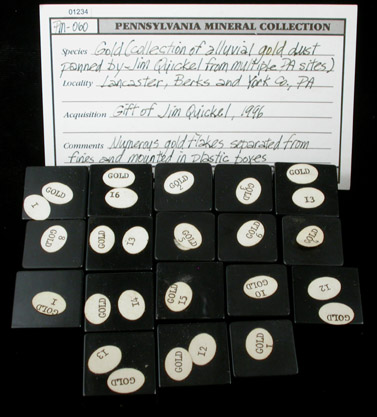 01234
PM-060
PENNSYLVANIA MINERAL COLLECTION
Species Gold (collection of alluvial gold dust
panned by Jim Quickel from multiple PA sites)
Locality Lancaster, Berks and York Co., PA
Acquisition Gift of Jim Quickel, 1996
Comments Numerous gold flakes separated from
fines and mounted in plastic boxes
GOLD 1
GOLD 16
GOLD
GOLD
GOLD 13
GOLD 8
GOLD 13
GOLD
GOLD 6
GOLD
GOLD 1
GOLD 14
GOLD 15
GOLD 10
GOLD 12
GOLD 13
GOLD 12
GOLD 1